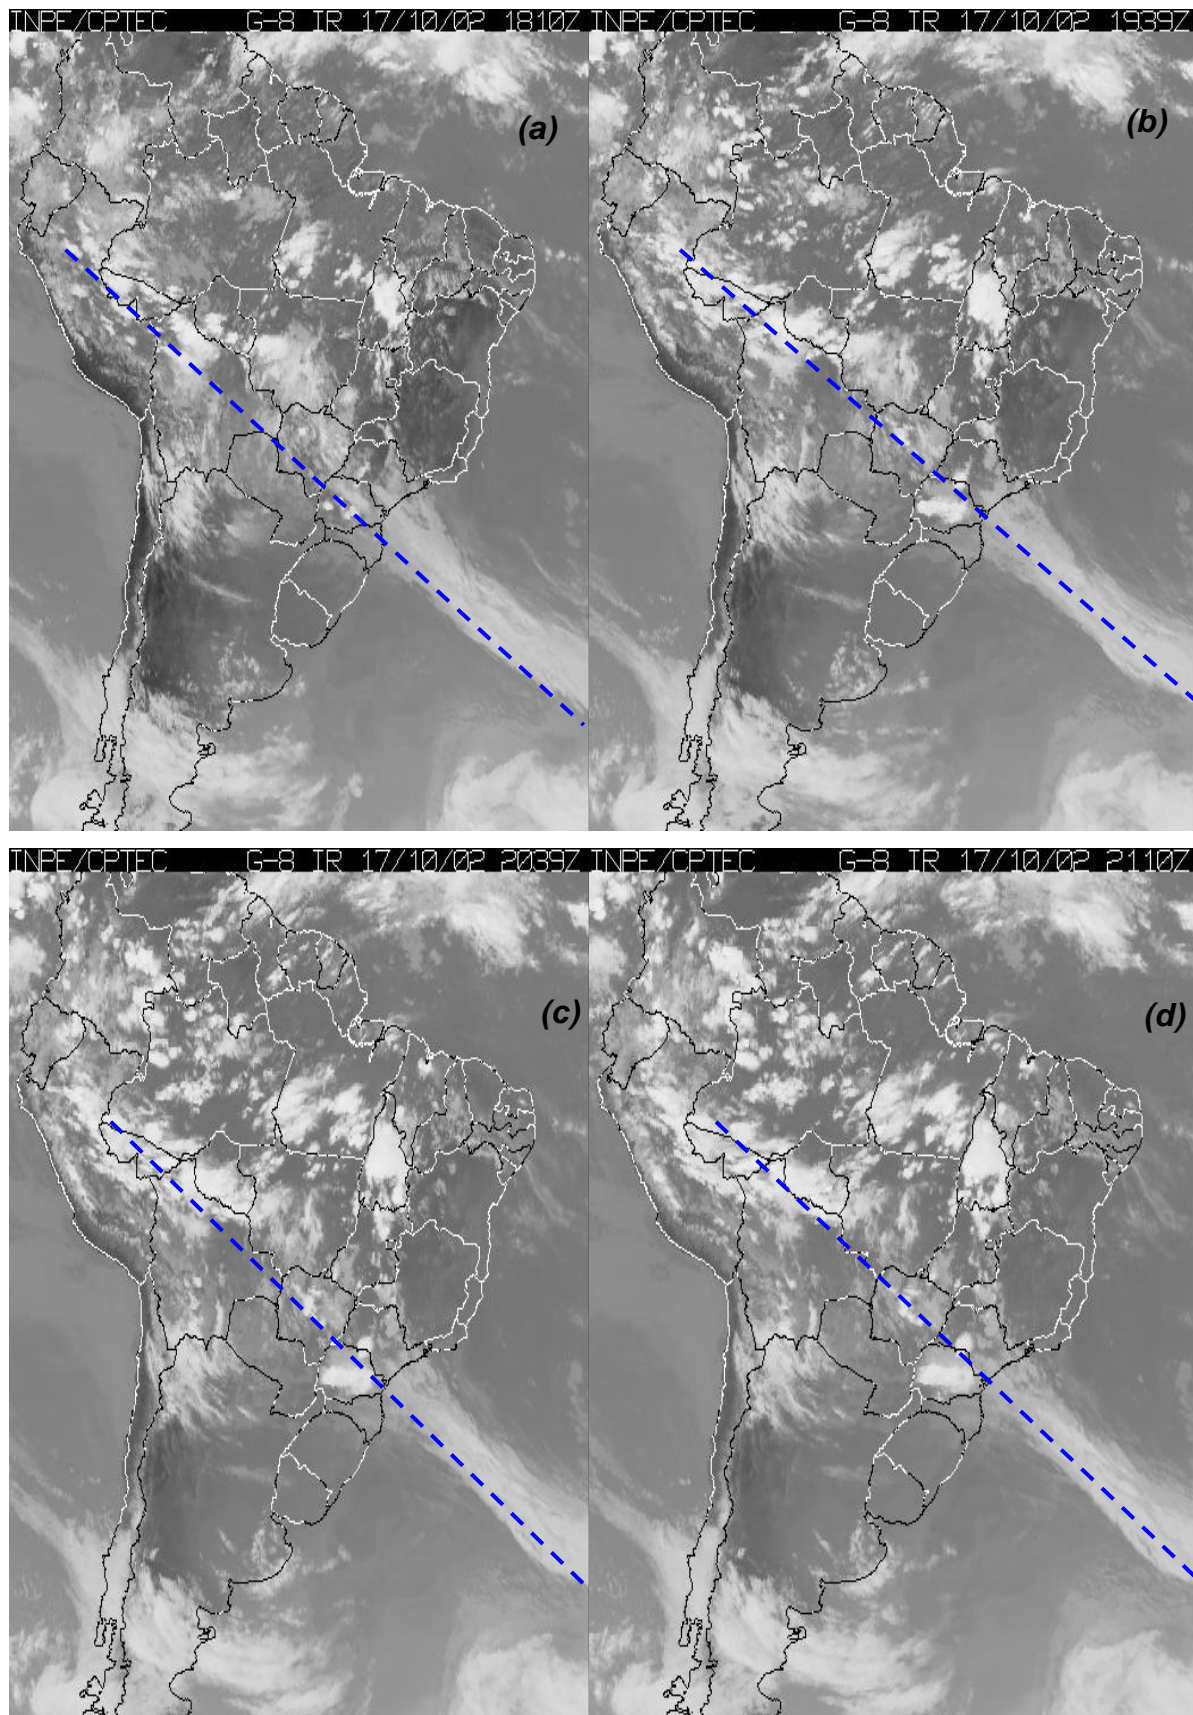 INPE/CPTEC G-8 IR 17/10/02 1810Z
INPE/CPTEC G-8 IR 17/10/02 1939Z
(a)
(b)
INPE/CPTEC G-8 IR 17/10/02 2039Z
INPE/CPTEC G-8 IR 17/10/02 2110Z
(c)
(d)